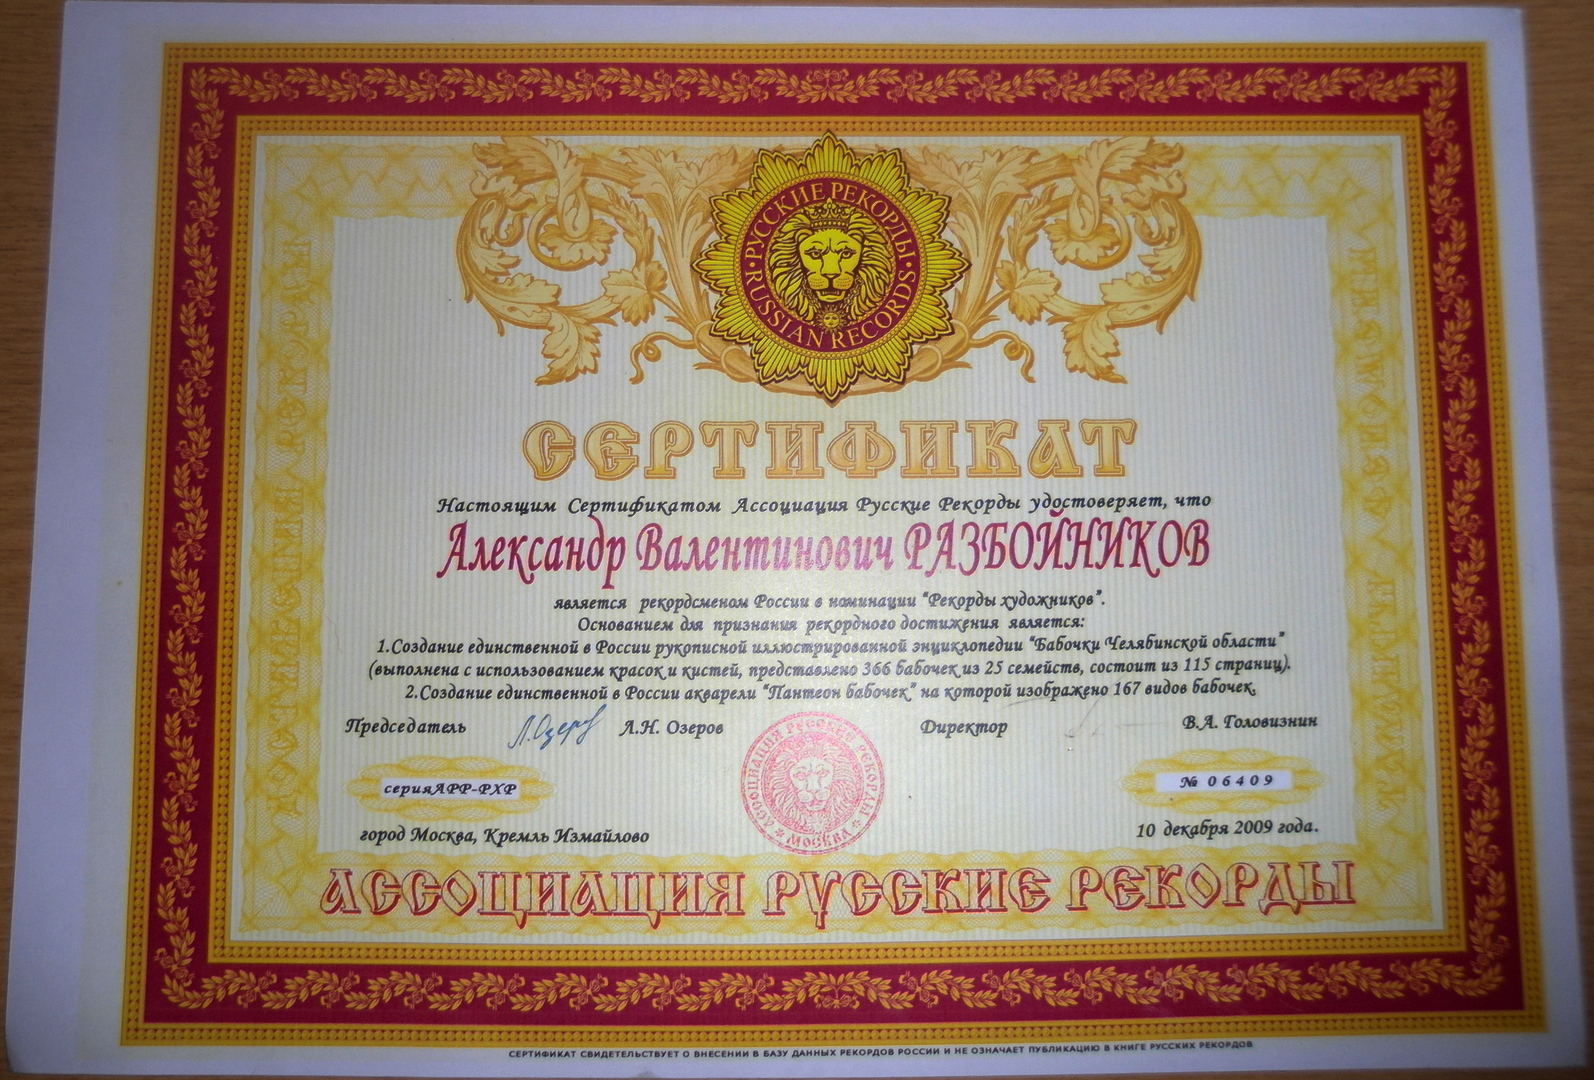 РУССКИЕ РЕКОРДЫ
RUSSIAN RECORDS
СЕРТИФИКАТ
Настоящим Сертификатом Ассоциация Русские Рекорды удостоверяет, что
Александр Валентинович РАЗБОЙНИКОВ
является рекордсменом России в номинации "Рекорды художников".
Основанием для признания рекордного достижения является:
1.Создание единственной в России рукописной иллюстрированной энциклопедии "Бабочки Челябинской области"
(выполнена с использованием красок и кистей, представлено 366 бабочек из 25 семейств, состоит из 115 страниц).
2.Создание единственной в России акварели "Пантеон бабочек" на которой изображено 167 видов бабочек.
Председатель Л.Озеров Л.Н. Озеров Директор В.А. Головизнин
серияАРР-РХР № 06409
АССОЦИАЦИЯ РУССКИЕ РЕКОРДЫ
МОСКВА
город Москва, Кремль Измайлово 10 декабря 2009 года.
АССОЦИАЦИЯ РУССКИЕ РЕКОРДЫ
СЕРТИФИКАТ СВИДЕТЕЛЬСТВУЕТ О ВНЕСЕНИИ В БАЗУ ДАННЫХ РЕКОРДОВ РОССИИ И НЕ ОЗНАЧАЕТ ПУБЛИКАЦИЮ В КНИГЕ РУССКИХ РЕКОРДОВ